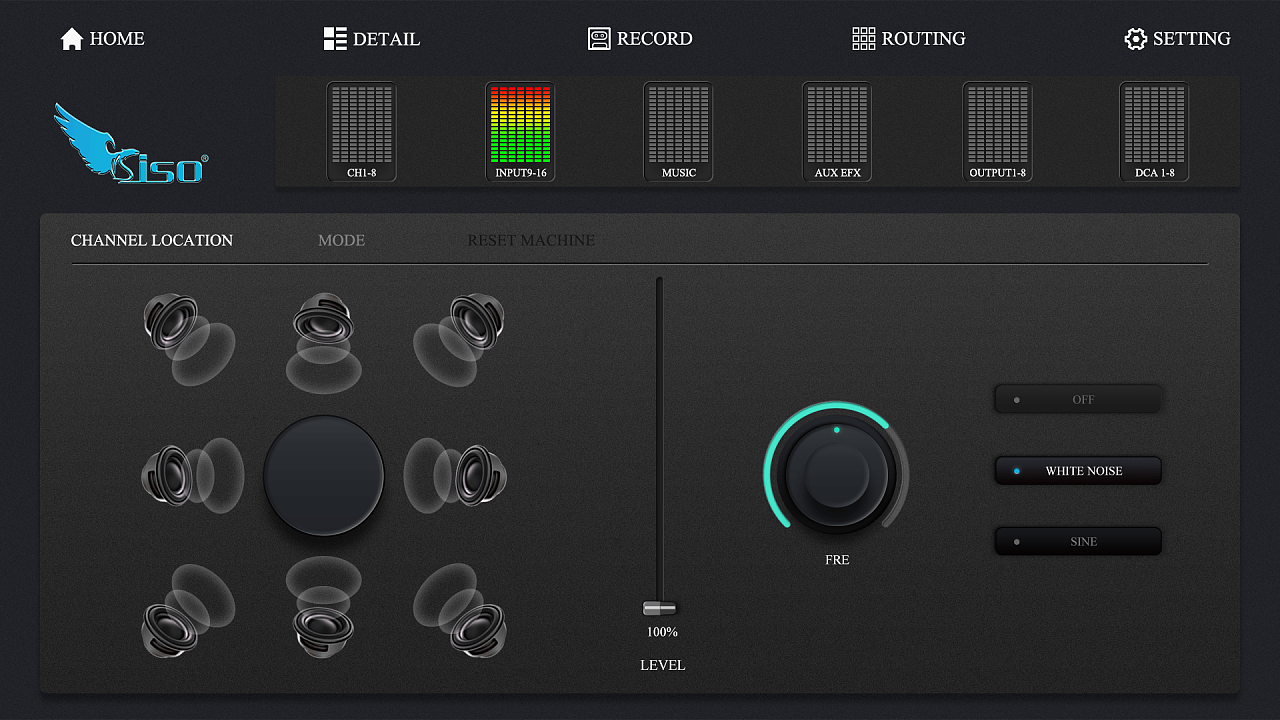 HOME
DETAIL
RECORD
ROUTING
SETTING
siso®
CH1-8
INPUT9-16
MUSIC
AUX EFX
OUTPUT1-8
DCA 1-8
CHANNEL LOCATION
MODE
RESET MACHINE
OFF
WHITE NOISE
SINE
FRE
100%
LEVEL